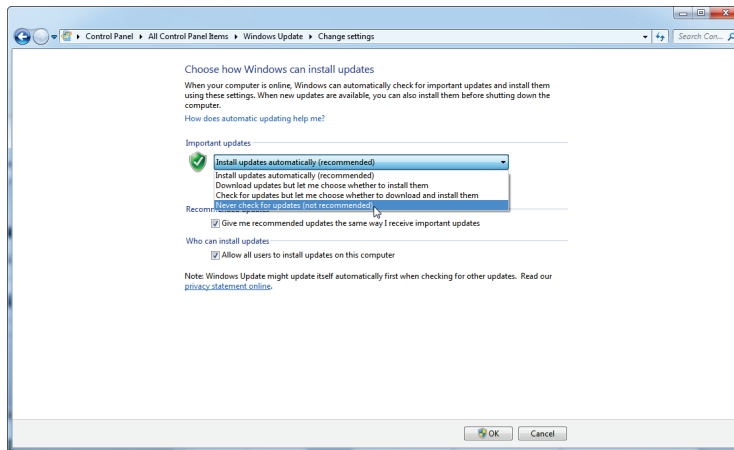 Control Panel ▸ All Control Panel Items ▸ Windows Update ▸ Change settings
Search Con...
Choose how Windows can install updates
When your computer is online, Windows can automatically check for important updates and install them
using these settings. When new updates are available, you can also install them before shutting down the
computer.
How does automatic updating help me?
Important updates
Install updates automatically (recommended)
Install updates automatically (recommended)
Download updates but let me choose whether to install them
Check for updates but let me choose whether to download and install them
Never check for updates (not recommended)
Recommended updates
Give me recommended updates the same way I receive important updates
Who can install updates
Allow all users to install updates on this computer
Note: Windows Update might update itself automatically first when checking for other updates. Read our
privacy statement online.
OK
Cancel